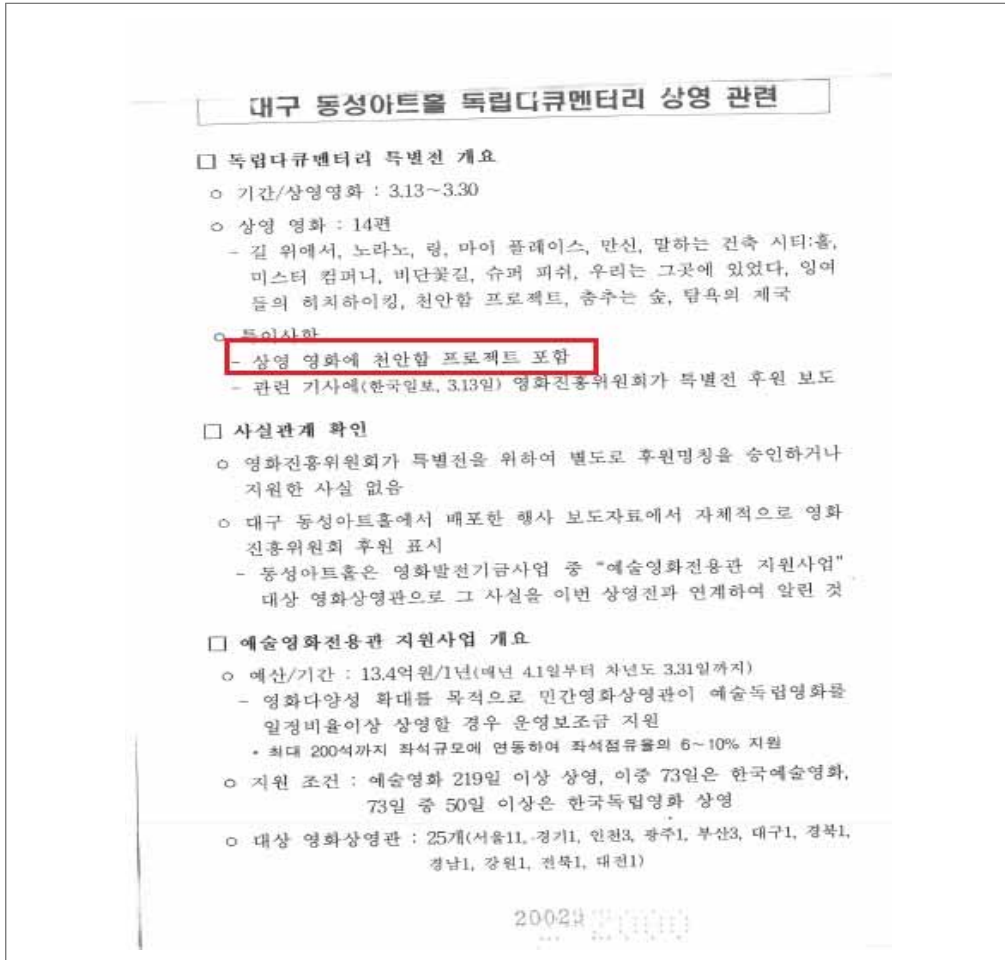 대구 동성아트홀 독립다큐멘터리 상영 관련
□ 독립다큐멘터리 특별전 개요
○ 기간/상영영화 : 3.13~3.30
○ 상영 영화 : 14편
- 길 위에서, 노라노, 링, 마이 플레이스, 만신, 말하는 건축 시티:홀,
미스터 컴퍼니, 비단꽃길, 슈퍼 피쉬, 우리는 그곳에 있었다, 잉여
들의 히치하이킹, 천안함 프로젝트, 춤추는 숲, 탐욕의 제국
○ 특이사항
- 상영 영화에 천안함 프로젝트 포함
- 관련 기사에(한국일보, 3.13일) 영화진흥위원회가 특별전 후원 보도
□ 사실관계 확인
○ 영화진흥위원회가 특별전을 위하여 별도로 후원명칭을 승인하거나
지원한 사실 없음
○ 대구 동성아트홀에서 배포한 행사 보도자료에서 자체적으로 영화
진흥위원회 후원 표시
- 동성아트홀은 영화발전기금사업 중 “예술영화전용관 지원사업”
대상 영화상영관으로 그 사실을 이번 상영전과 연계하여 알린 것
□ 예술영화전용관 지원사업 개요
○ 예산/기간 : 13.4억원/1년(매년 4.1일부터 차년도 3.31일까지)
- 영화다양성 확대를 목적으로 민간영화상영관이 예술독립영화를
일정비율이상 상영할 경우 운영보조금 지원
* 최대 200석까지 좌석규모에 연동하여 좌석점유율의 6~10% 지원
○ 지원 조건 : 예술영화 219일 이상 상영, 이중 73일은 한국예술영화,
73일 중 50일 이상은 한국독립영화 상영
○ 대상 영화상영관 : 25개(서울11, 경기1, 인천3, 광주1, 부산3, 대구1, 경북1,
경남1, 강원1, 전북1, 대전1)